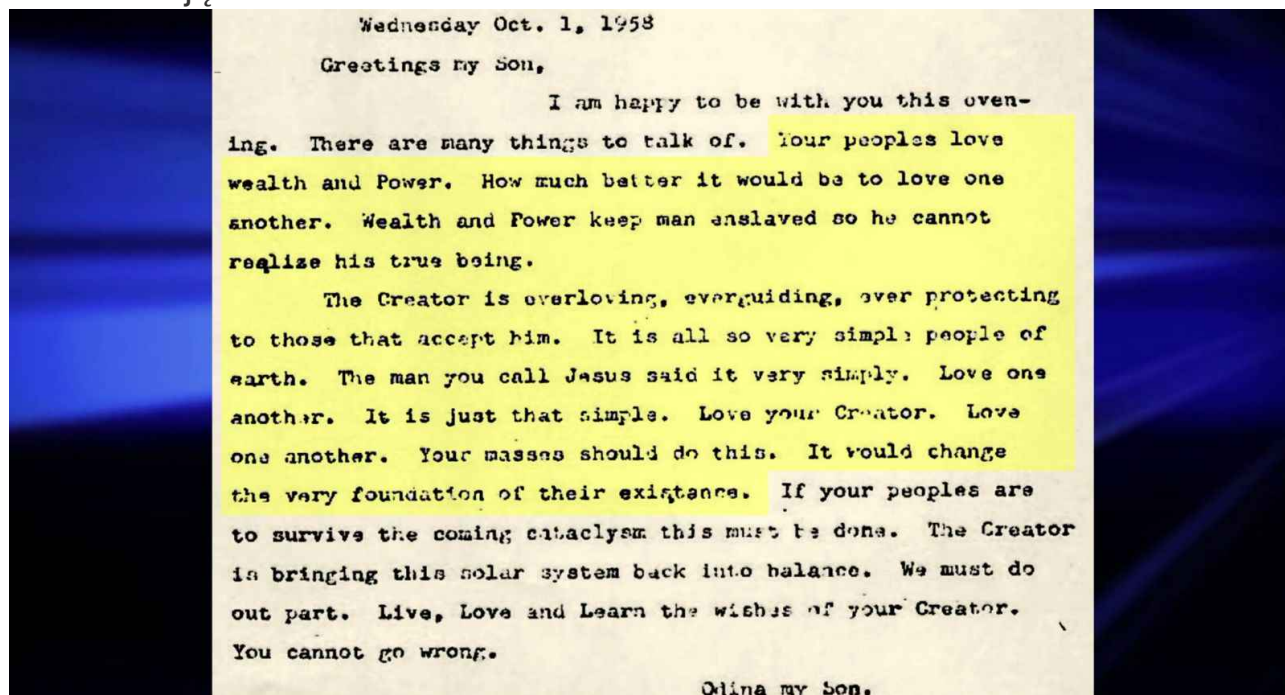 Wednesday Oct. 1, 1958
Greetings my Son,
I am happy to be with you this even-
ing. There are many things to talk of. Your peoples love
wealth and Power. How much better it would be to love one
another. Wealth and Power keep man enslaved so he cannot
realize his true being.
The Creator is everloving, everguiding, ever protecting
to those that accept him. It is all so very simple people of
earth. The man you call Jesus said it very simply. Love one
another. It is just that simple. Love your Creator. Love
one another. Your masses should do this. It would change
the very foundation of their existance. If your peoples are
to survive the coming cataclysm this must be done. The Creator
is bringing this solar system back into balance. We must do
out part. Live, Love and Learn the wishes of your Creator.
You cannot go wrong.
Odina my Son,